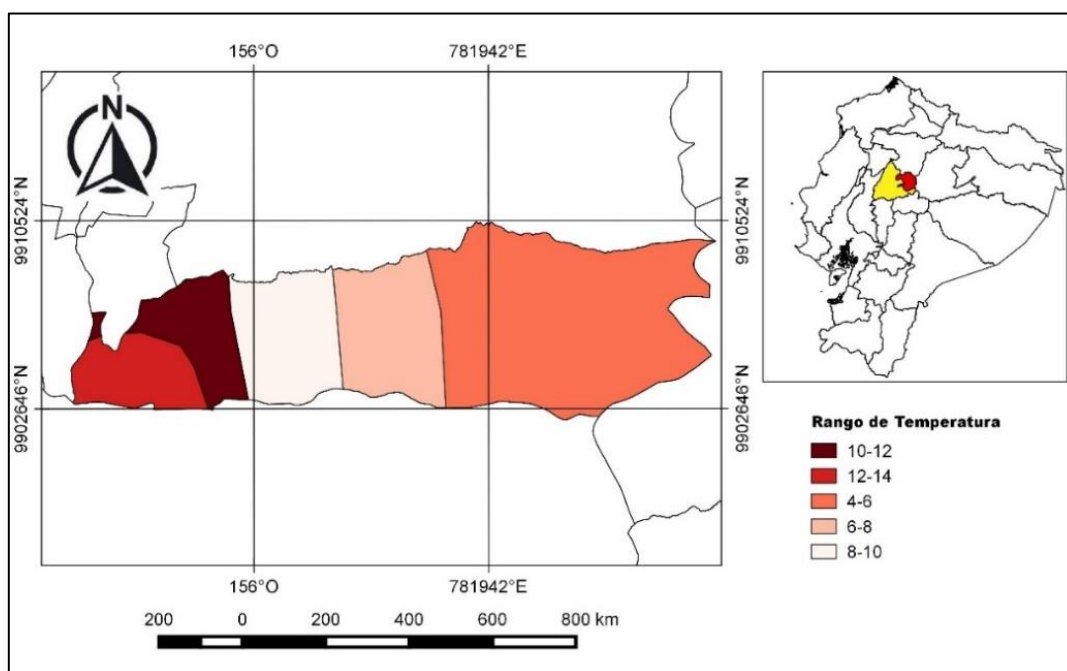 156°O 781942°E
N
9910524°N 9910524°N
9902646°N 9902646°N
156°O 781942°E
200 0 200 400 600 800 km
Rango de Temperatura
10-12
12-14
4-6
6-8
8-10